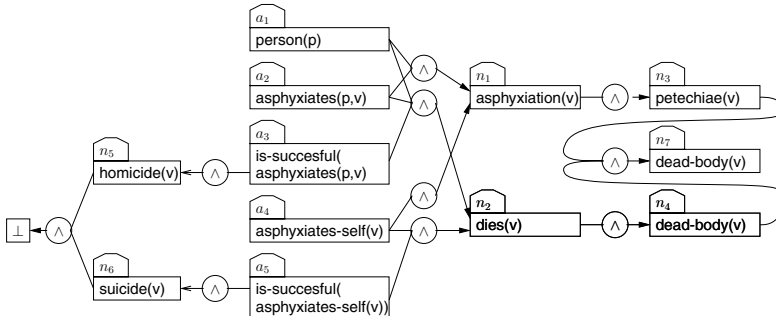 a₁
person(p)
a₂
asphyxiates(p,v)
∧
n₁
asphyxiation(v)
∧
n₃
petechiae(v)
∧
a₃
is-succesful(
asphyxiates(p,v)
n₅
homicide(v)
∧
n₇
dead-body(v)
∧
a₄
asphyxiates-self(v)
∧
n₂
dies(v)
∧
n₄
dead-body(v)
∧
⊥
∧
n₆
suicide(v)
∧
a₅
is-succesful(
asphyxiates-self(v))